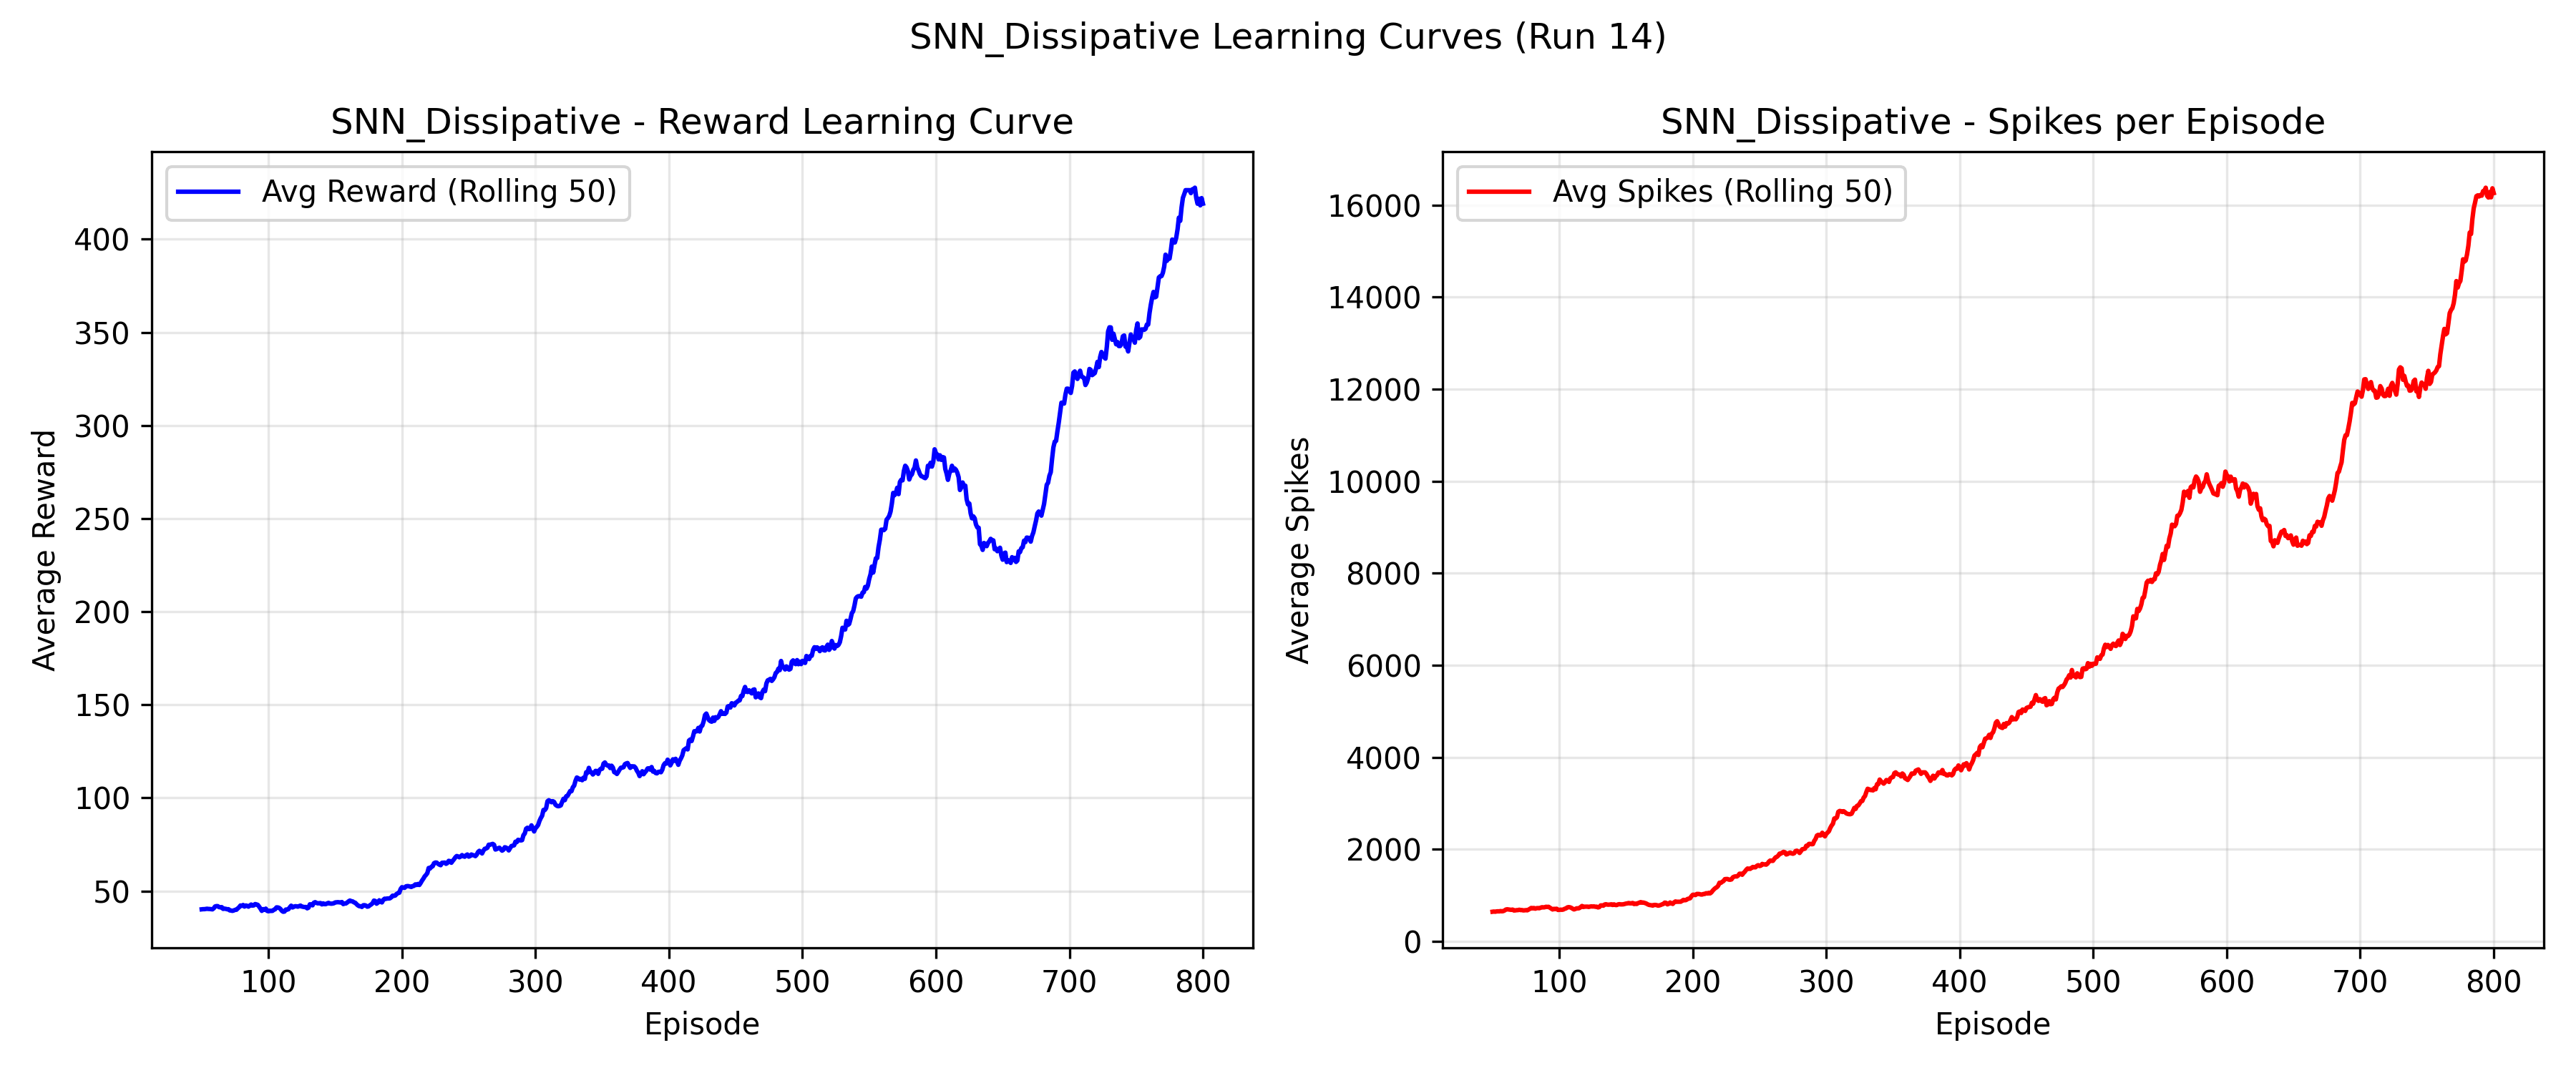 SNN_Dissipative Learning Curves (Run 14)
SNN_Dissipative - Reward Learning Curve
Avg Reward (Rolling 50)
Average Reward
400
350
300
250
200
150
100
50
100 200 300 400 500 600 700 800
Episode
SNN_Dissipative - Spikes per Episode
Avg Spikes (Rolling 50)
Average Spikes
16000
14000
12000
10000
8000
6000
4000
2000
0
100 200 300 400 500 600 700 800
Episode